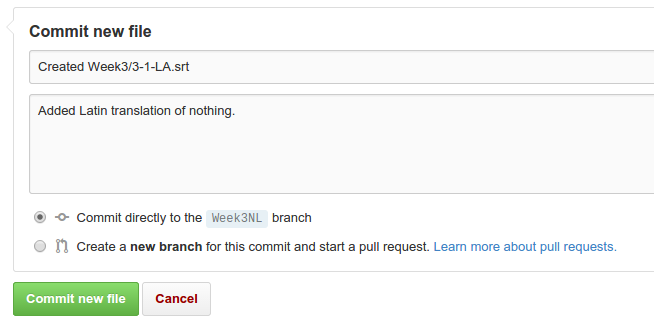 Commit new file
Created Week3/3-1-LA.srt
Added Latin translation of nothing.
Commit directly to the Week3NL branch
Create a new branch for this commit and start a pull request. Learn more about pull requests.
Commit new file Cancel